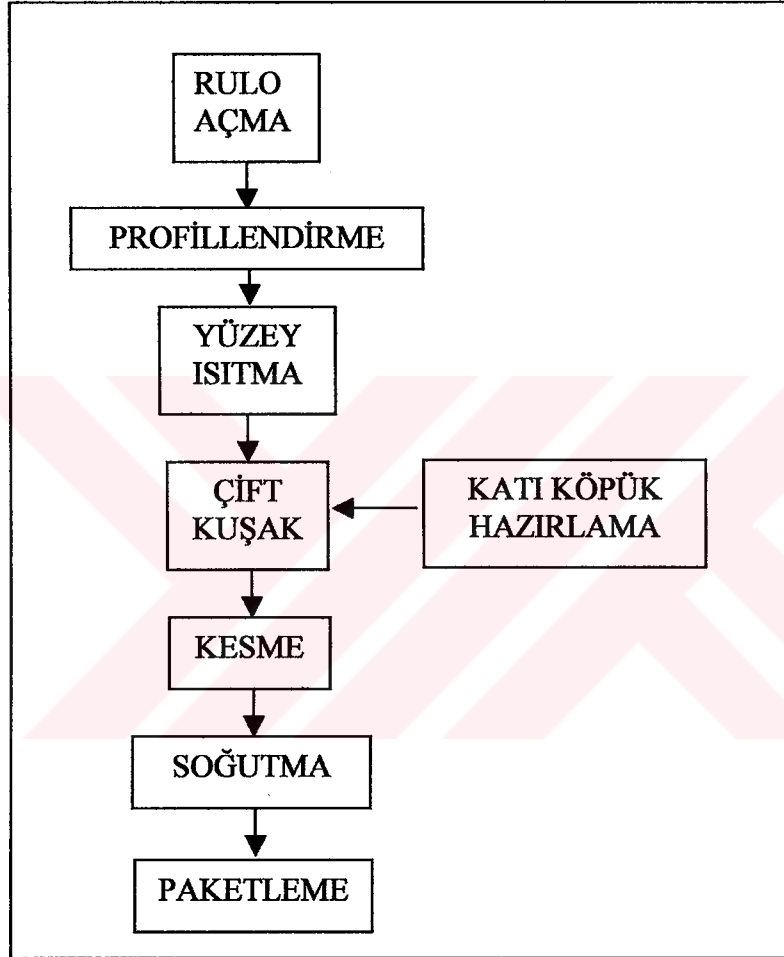 RULO
AÇMA
PROFİLLENDİRME
YÜZEY
ISITMA
ÇİFT
KUŞAK
KATI KÖPÜK
HAZIRLAMA
KESME
SOĞUTMA
PAKETLEME